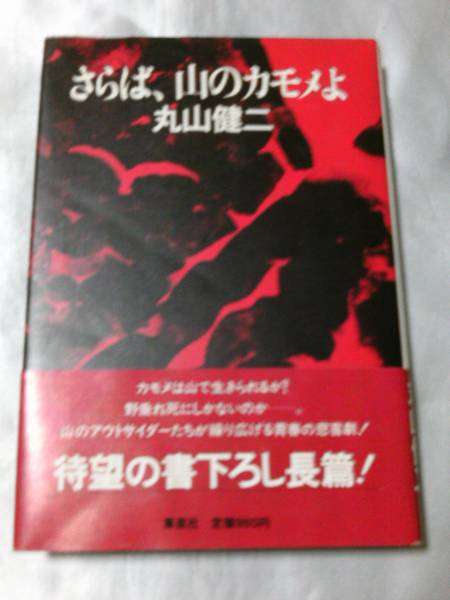 さらば、山のカモメよ
丸山健二
カモメは山で生きられるか?
野垂れ死にしかないのか──。
山のアウトサイダーたちが繰り広げる青春の悲喜劇!
待望の書下ろし長篇!
集英社 定価980円